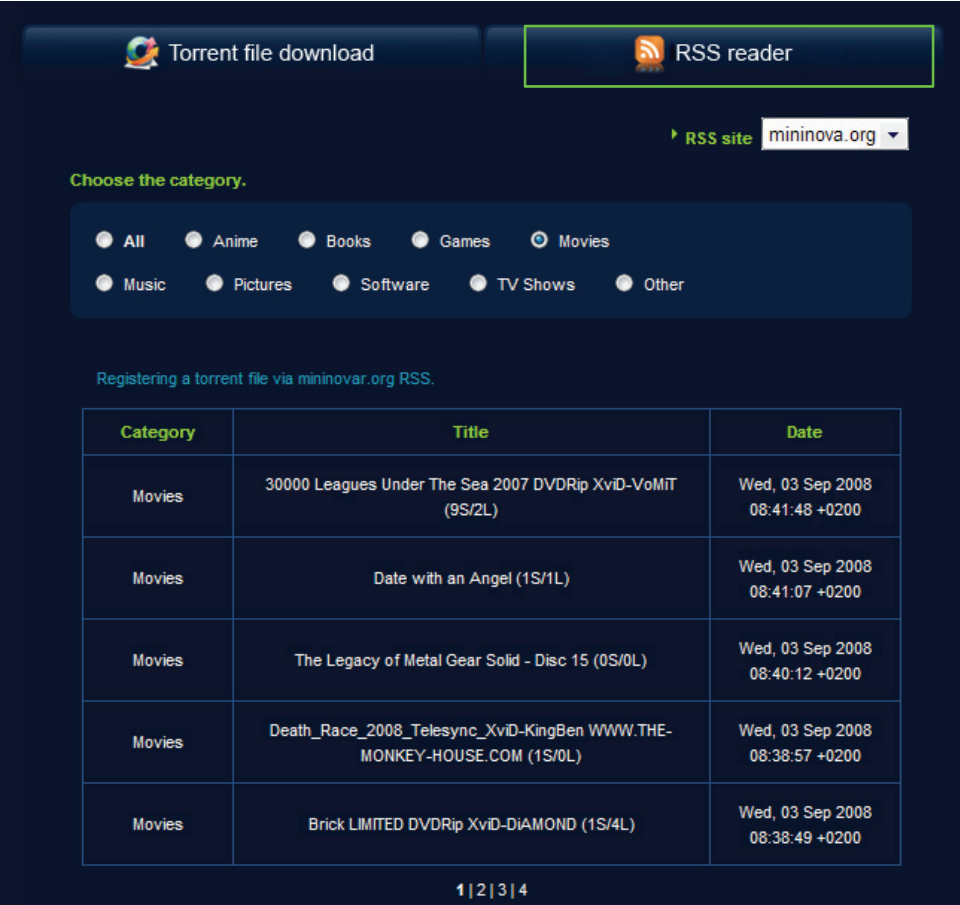 Torrent file download
RSS reader
RSS site mininova.org
Choose the category.
All Anime Books Games Movies
Music Pictures Software TV Shows Other
Registering a torrent file via mininovar.org RSS.
Category Title Date
Movies
30000 Leagues Under The Sea 2007 DVDRip XviD-VoMiT
(9S/2L)
Wed, 03 Sep 2008
08:41:48 +0200
Movies
Date with an Angel (1S/1L)
Wed, 03 Sep 2008
08:41:07 +0200
Movies
The Legacy of Metal Gear Solid - Disc 15 (0S/0L)
Wed, 03 Sep 2008
08:40:12 +0200
Movies
Death_Race_2008_Telesync_XviD-KingBen WWW.THE-
MONKEY-HOUSE.COM (1S/0L)
Wed, 03 Sep 2008
08:38:57 +0200
Movies
Brick LIMITED DVDRip XviD-DiAMOND (1S/4L)
Wed, 03 Sep 2008
08:38:49 +0200
1|2|3|4